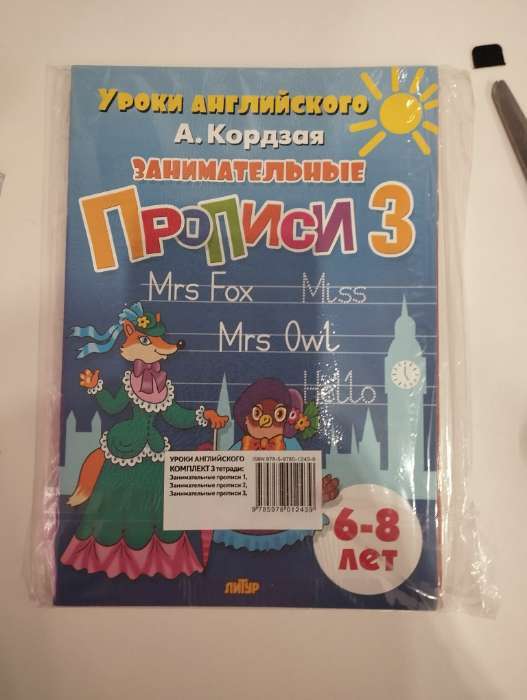 Уроки английского
А. Кордзая
ЗАНИМАТЕЛЬНЫЕ
ПРОПИСИ 3
Mrs Fox Miss
Mrs Owl
Hello
УРОКИ АНГЛИЙСКОГО
КОМПЛЕКТ 3 тетради:
Занимательные прописи 1,
Занимательные прописи 2,
Занимательные прописи 3,
9785978012439
6-8
лет
ЛИТУР